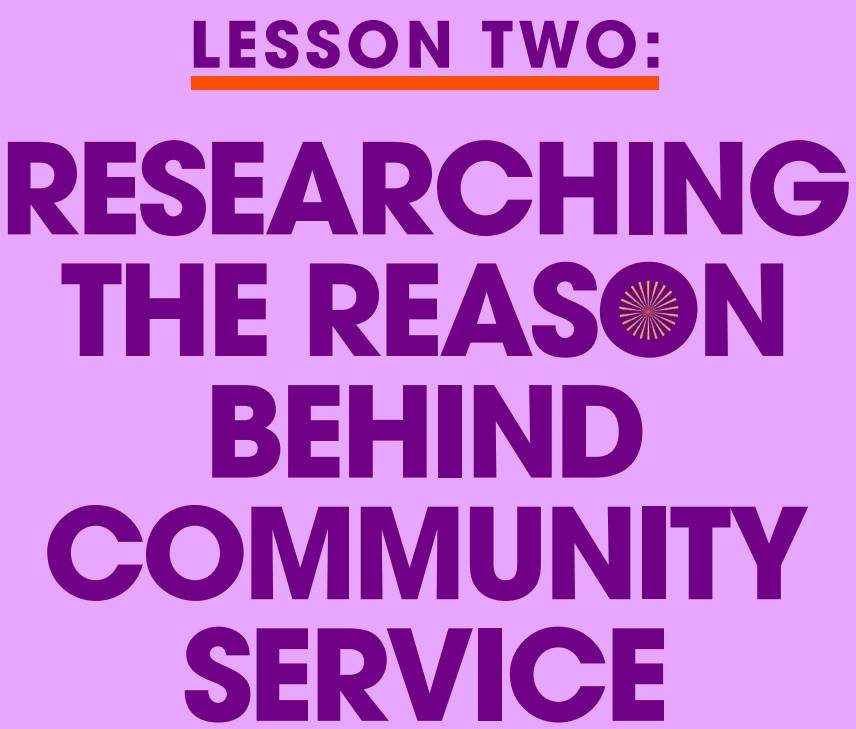 LESSON TWO:
RESEARCHING
THE REASON
BEHIND
COMMUNITY
SERVICE